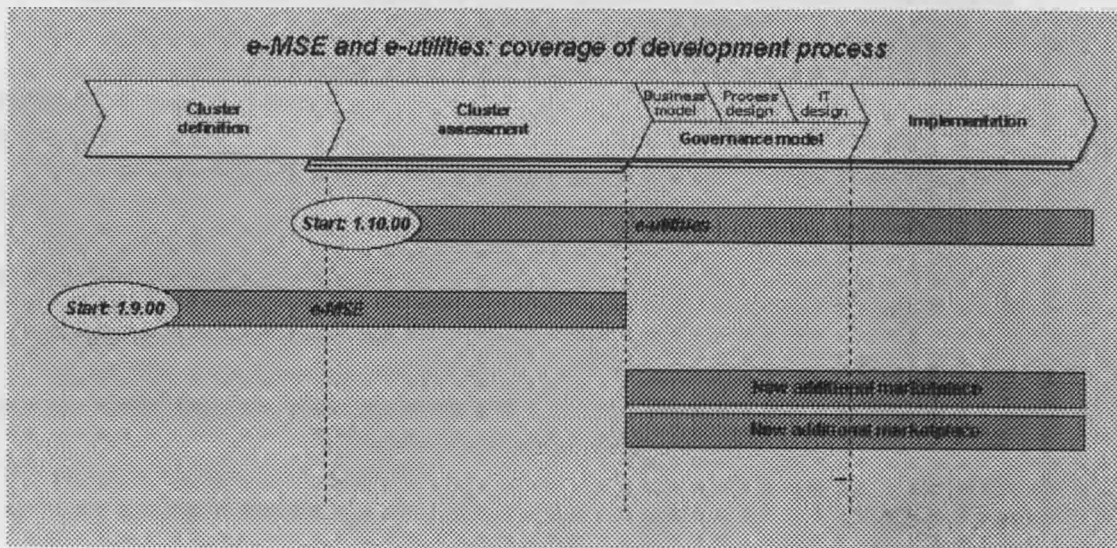 e-MSE and e-utilities: coverage of development process
Cluster
definition
Cluster
assessment
Business
model
Process
design
IT
design
Governance model
Implementation
Start: 1.10.00
e-utilities
Start: 1.9.00
e-MSE
New additional marketplace
New additional marketplace